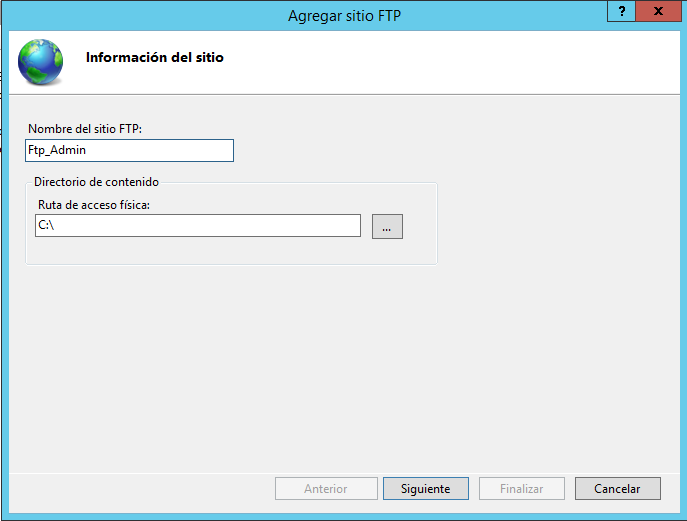 Agregar sitio FTP
?
X
Información del sitio
Nombre del sitio FTP:
Ftp_Admin
Directorio de contenido
Ruta de acceso física:
C:\
...
Anterior
Siguiente
Finalizar
Cancelar